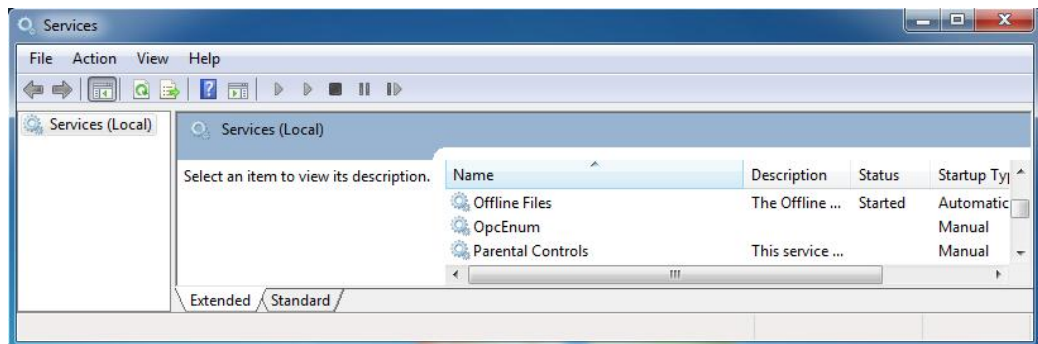 Services
File Action View Help
Services (Local)
Services (Local)
Select an item to view its description.
Name Description Status Startup Typ
Offline Files The Offline ... Started Automatic
OpcEnum Manual
Parental Controls This service ... Manual
Extended Standard